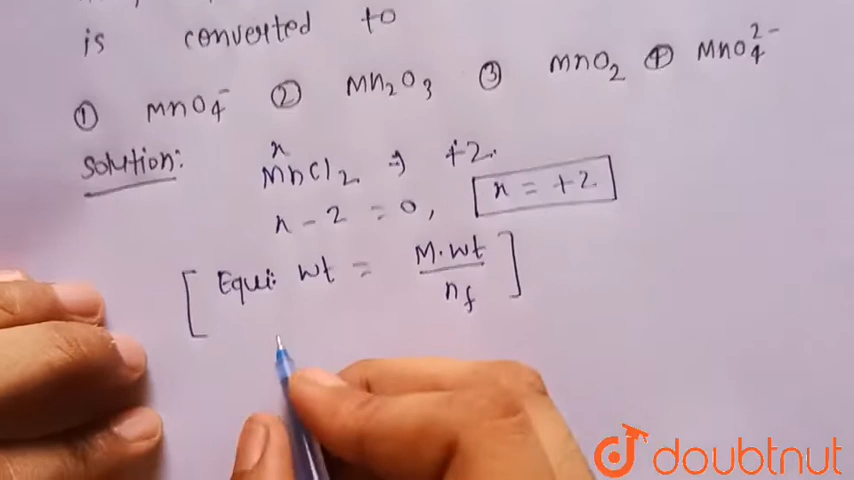 is converted to
① MnO₄⁻ ② Mn₂O₃ ③ MnO₂ ④ MnO₄²⁻
Solution:
x
MnCl₂ ⇒ +2.
x - 2 = 0, x = +2
[ Equi: wt = M.wt / n_f ]
doubtnut